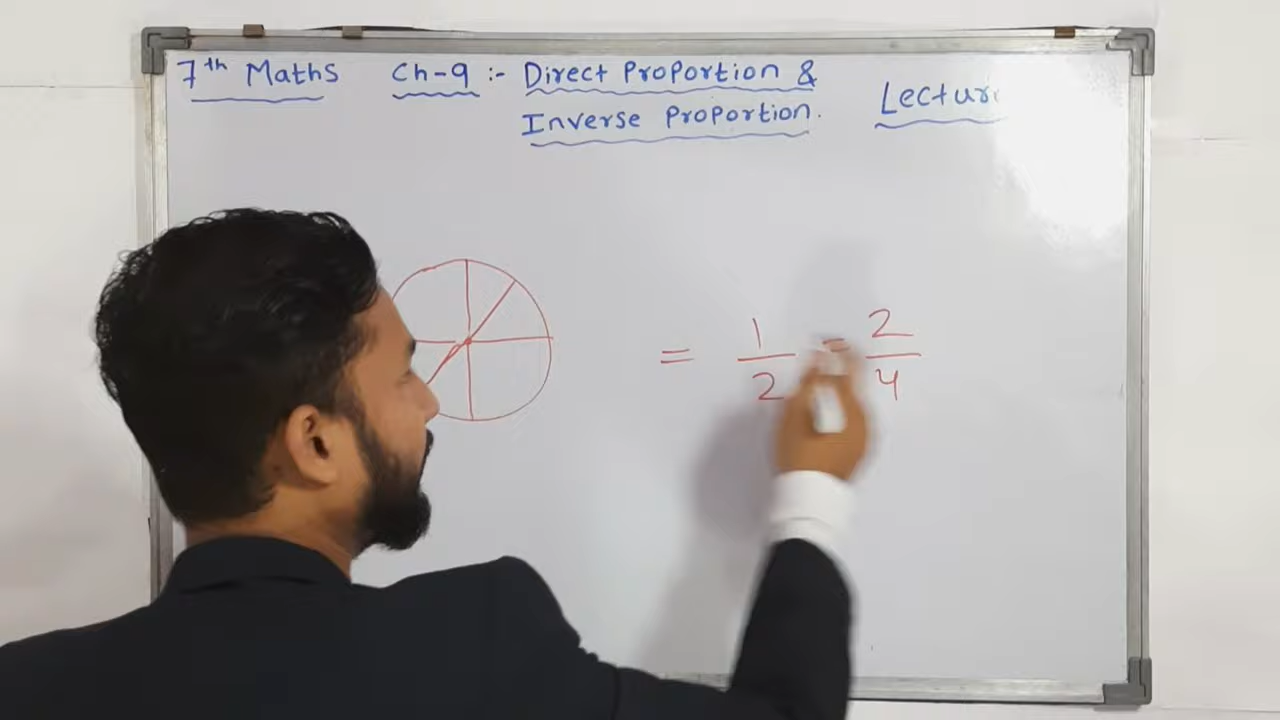 7th Maths Ch-9 :- Direct Proportion &
Inverse Proportion.
= 1/2 = 2/4